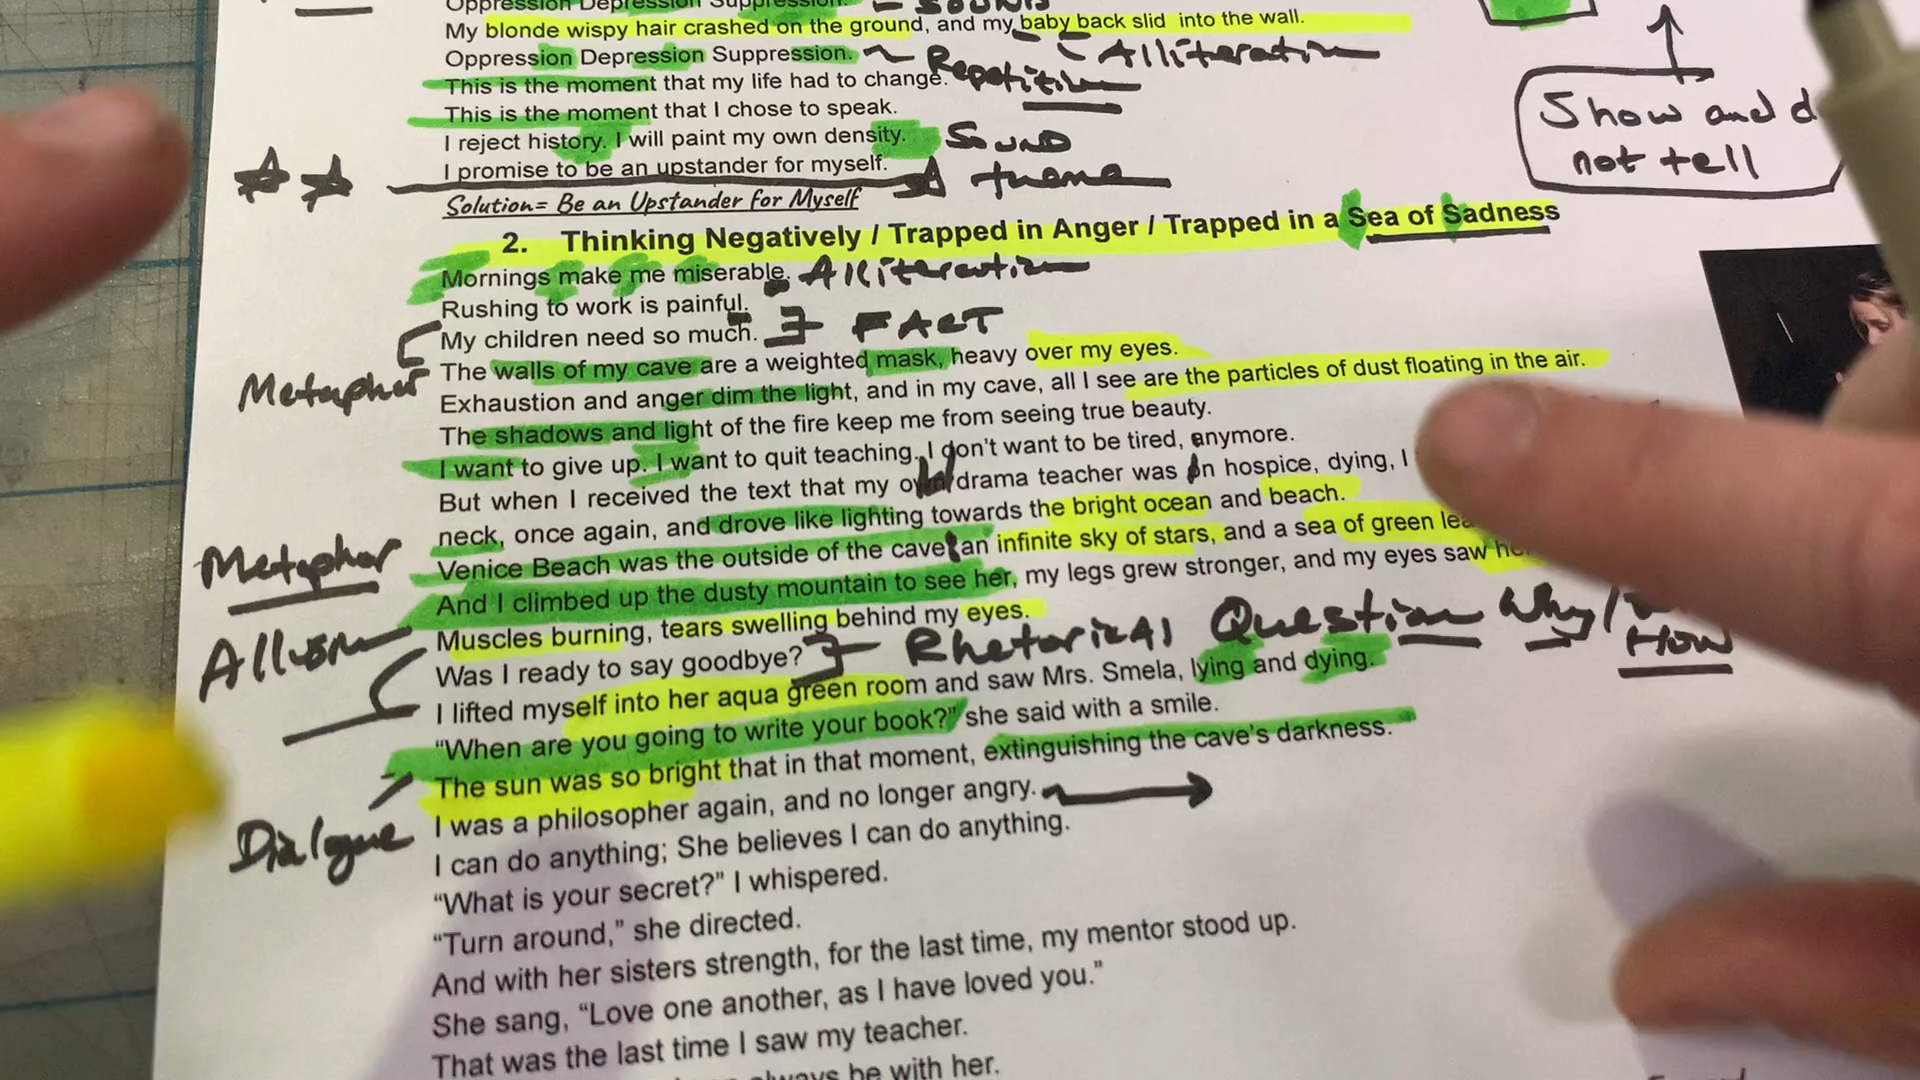 Oppression Depression Suppression. - SOUNDS
My blonde wispy hair crashed on the ground, and my baby back slid into the wall.
Oppression Depression Suppression. ~ Repetition Alliteration
This is the moment that my life had to change.
This is the moment that I chose to speak.
I reject history. I will paint my own density. SOUND
I promise to be an upstander for myself. theme
Solution= Be an Upstander for Myself
Show and do
not tell
2. Thinking Negatively / Trapped in Anger / Trapped in a Sea of Sadness
Mornings make me miserable. Alliteration
Rushing to work is painful.
My children need so much. FACT
Metaphor
The walls of my cave are a weighted mask, heavy over my eyes.
Exhaustion and anger dim the light, and in my cave, all I see are the particles of dust floating in the air.
The shadows and light of the fire keep me from seeing true beauty.
I want to give up. I want to quit teaching. I don't want to be tired, anymore.
But when I received the text that my own drama teacher was in hospice, dying, I
neck, once again, and drove like lighting towards the bright ocean and beach.
Metaphor
Venice Beach was the outside of the cave, an infinite sky of stars, and a sea of green
And I climbed up the dusty mountain to see her, my legs grew stronger, and my eyes saw
Allusion
Muscles burning, tears swelling behind my eyes.
Was I ready to say goodbye? Rhetorical Question Why/
How
I lifted myself into her aqua green room and saw Mrs. Smela, lying and dying.
"When are you going to write your book?" she said with a smile.
The sun was so bright that in that moment, extinguishing the cave's darkness.
Dialogue
I was a philosopher again, and no longer angry.
I can do anything; She believes I can do anything.
"What is your secret?" I whispered.
"Turn around," she directed.
And with her sisters strength, for the last time, my mentor stood up.
She sang, "Love one another, as I have loved you."
That was the last time I saw my teacher.
always be with her.